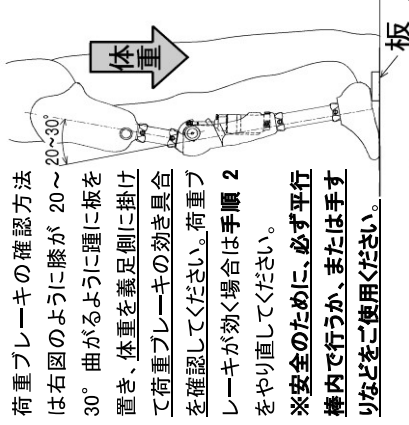 荷重ブレーキの確認方法
は右図のように膝が 20～
30° 曲がるように踵に板を
置き、体重を義足側に掛け
て荷重ブレーキの効き具合
を確認してください。荷重ブ
レーキが効く場合は手順 2
をやり直してください。
※安全のために、必ず平行
棒内で行うか、または手す
りなどをご使用ください。
20~30°
体重
板